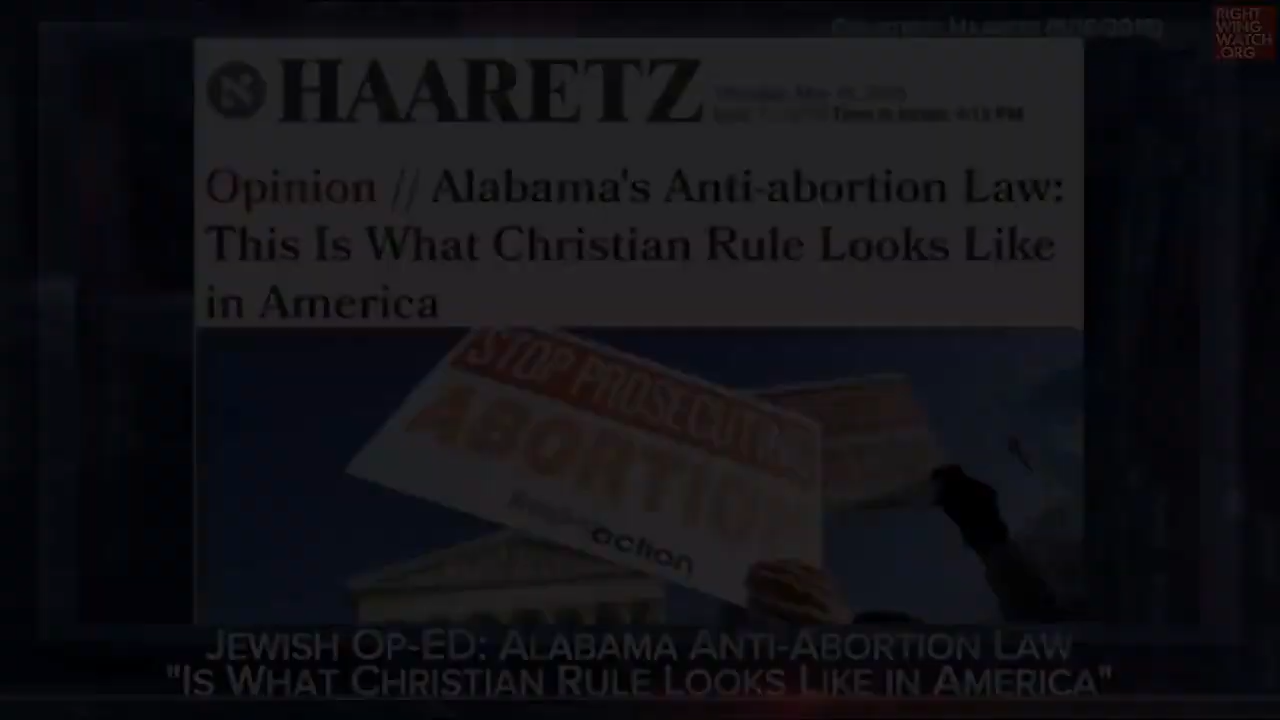 RIGHT
WING
WATCH
.ORG
HAARETZ
Opinion // Alabama's Anti-abortion Law:
This Is What Christian Rule Looks Like
in America
STOP PROSECUTING
ABORTION
action
JEWISH OP-ED: ALABAMA ANTI-ABORTION LAW
"IS WHAT CHRISTIAN RULE LOOKS LIKE IN AMERICA"